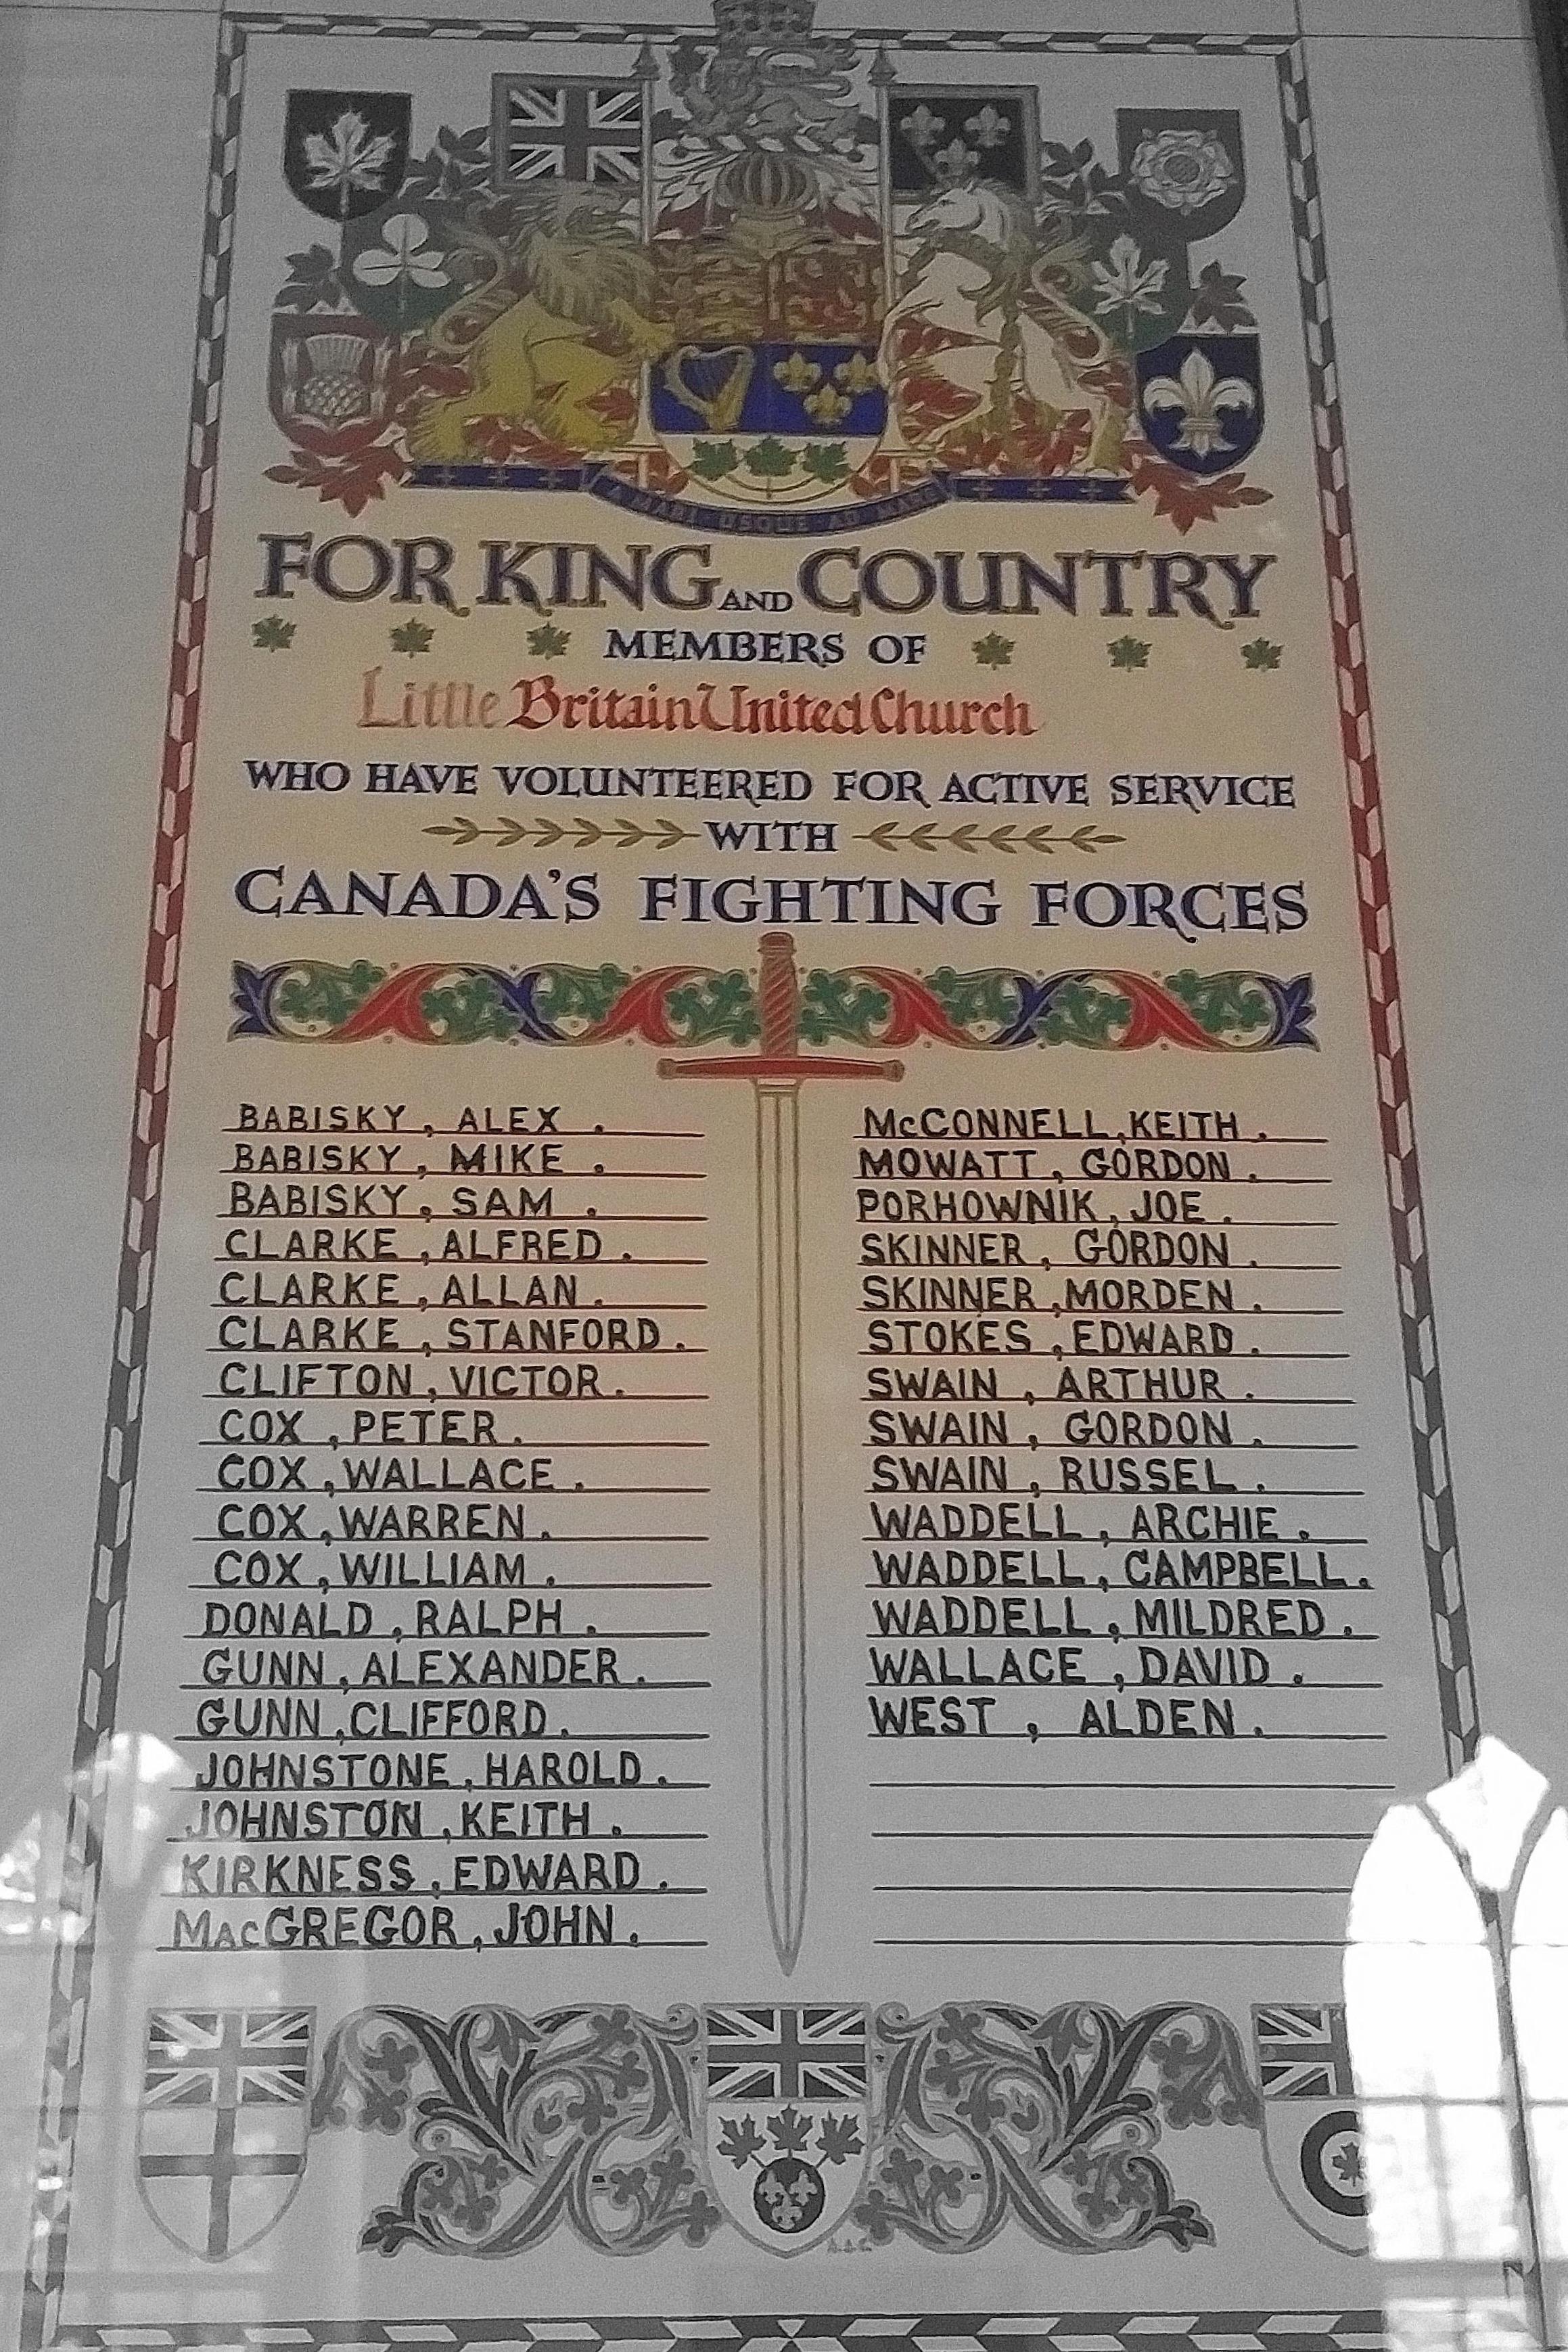 A MARI USQUE AD MARE
FOR KING AND COUNTRY
MEMBERS OF
Little Britain United Church
WHO HAVE VOLUNTEERED FOR ACTIVE SERVICE
WITH
CANADA'S FIGHTING FORCES
BABISKY, ALEX.
BABISKY, MIKE.
BABISKY, SAM.
CLARKE, ALFRED.
CLARKE, ALLAN.
CLARKE, STANFORD.
CLIFTON, VICTOR.
COX, PETER.
COX, WALLACE.
COX, WARREN.
COX, WILLIAM.
DONALD, RALPH.
GUNN, ALEXANDER.
GUNN, CLIFFORD.
JOHNSTONE, HAROLD.
JOHNSTON, KEITH.
KIRKNESS, EDWARD.
MacGREGOR, JOHN.
McCONNELL, KEITH.
MOWATT, GORDON.
PORHOWNIK, JOE.
SKINNER, GORDON.
SKINNER, MORDEN.
STOKES, EDWARD.
SWAIN, ARTHUR.
SWAIN, GORDON.
SWAIN, RUSSEL.
WADDELL, ARCHIE.
WADDELL, CAMPBELL.
WADDELL, MILDRED.
WALLACE, DAVID.
WEST, ALDEN.